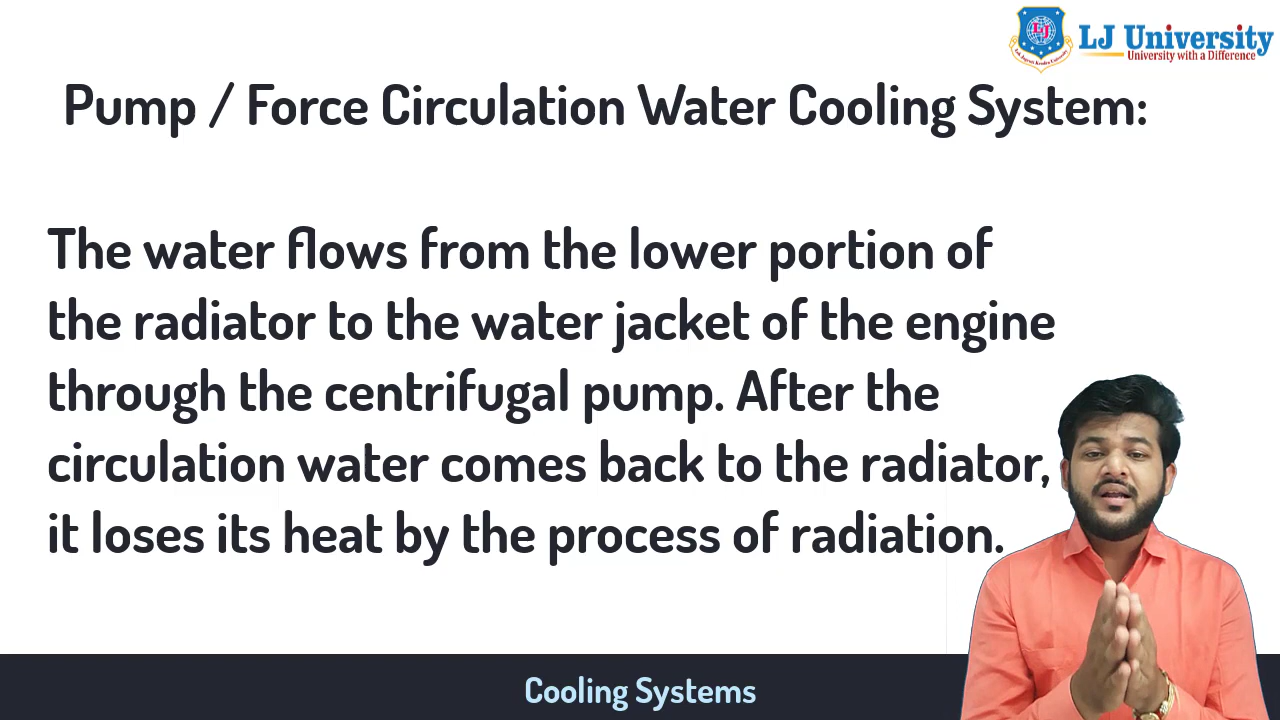 LJ University
University with a Difference
Pump / Force Circulation Water Cooling System:
The water flows from the lower portion of
the radiator to the water jacket of the engine
through the centrifugal pump. After the
circulation water comes back to the radiator,
it loses its heat by the process of radiation.
Cooling Systems